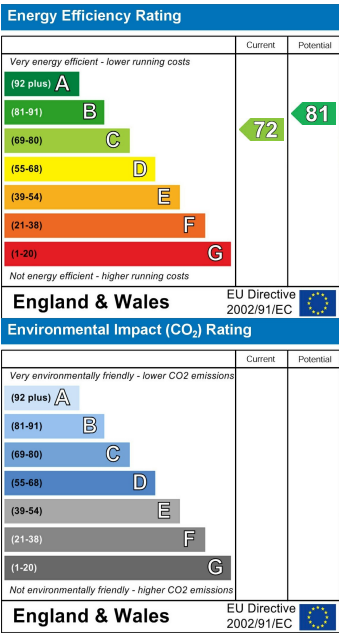 Energy Efficiency Rating
Current Potential
Very energy efficient - lower running costs
(92 plus) A
(81-91) B
81
(69-80) C
72
(55-68) D
(39-54) E
(21-38) F
(1-20) G
Not energy efficient - higher running costs
England & Wales
EU Directive
2002/91/EC
Environmental Impact (CO₂) Rating
Current Potential
Very environmentally friendly - lower CO2 emissions
(92 plus) A
(81-91) B
(69-80) C
(55-68) D
(39-54) E
(21-38) F
(1-20) G
Not environmentally friendly - higher CO2 emissions
England & Wales
EU Directive
2002/91/EC